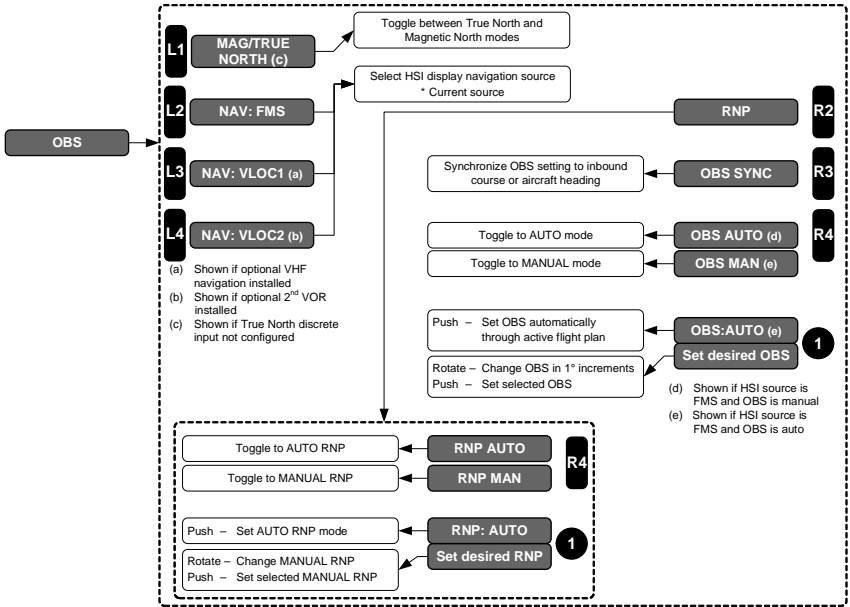 OBS
L1
MAG/TRUE
NORTH (c)
Toggle between True North and
Magnetic North modes
Select HSI display navigation source
* Current source
L2
NAV: FMS
L3
NAV: VLOC1 (a)
L4
NAV: VLOC2 (b)
(a) Shown if optional VHF
navigation installed
(b) Shown if optional 2nd VOR
installed
(c) Shown if True North discrete
input not configured
RNP
R2
Synchronize OBS setting to inbound
course or aircraft heading
OBS SYNC
R3
Toggle to AUTO mode
OBS AUTO (d)
R4
Toggle to MANUAL mode
OBS MAN (e)
Push – Set OBS automatically
through active flight plan
OBS:AUTO (e)
1
Set desired OBS
Rotate – Change OBS in 1° increments
Push – Set selected OBS
(d) Shown if HSI source is
FMS and OBS is manual
(e) Shown if HSI source is
FMS and OBS is auto
Toggle to AUTO RNP
RNP AUTO
R4
Toggle to MANUAL RNP
RNP MAN
Push – Set AUTO RNP mode
RNP: AUTO
1
Set desired RNP
Rotate – Change MANUAL RNP
Push – Set selected MANUAL RNP